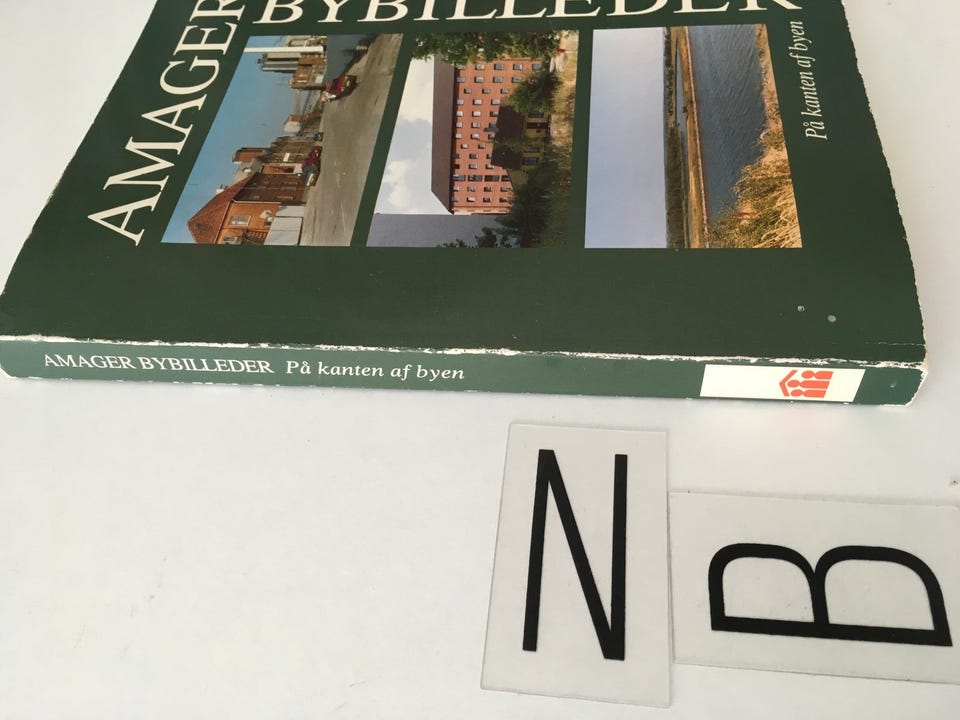 AMAGER
BYBILLEDER
På kanten af byen
AMAGER BYBILLEDER På kanten af byen
N
B